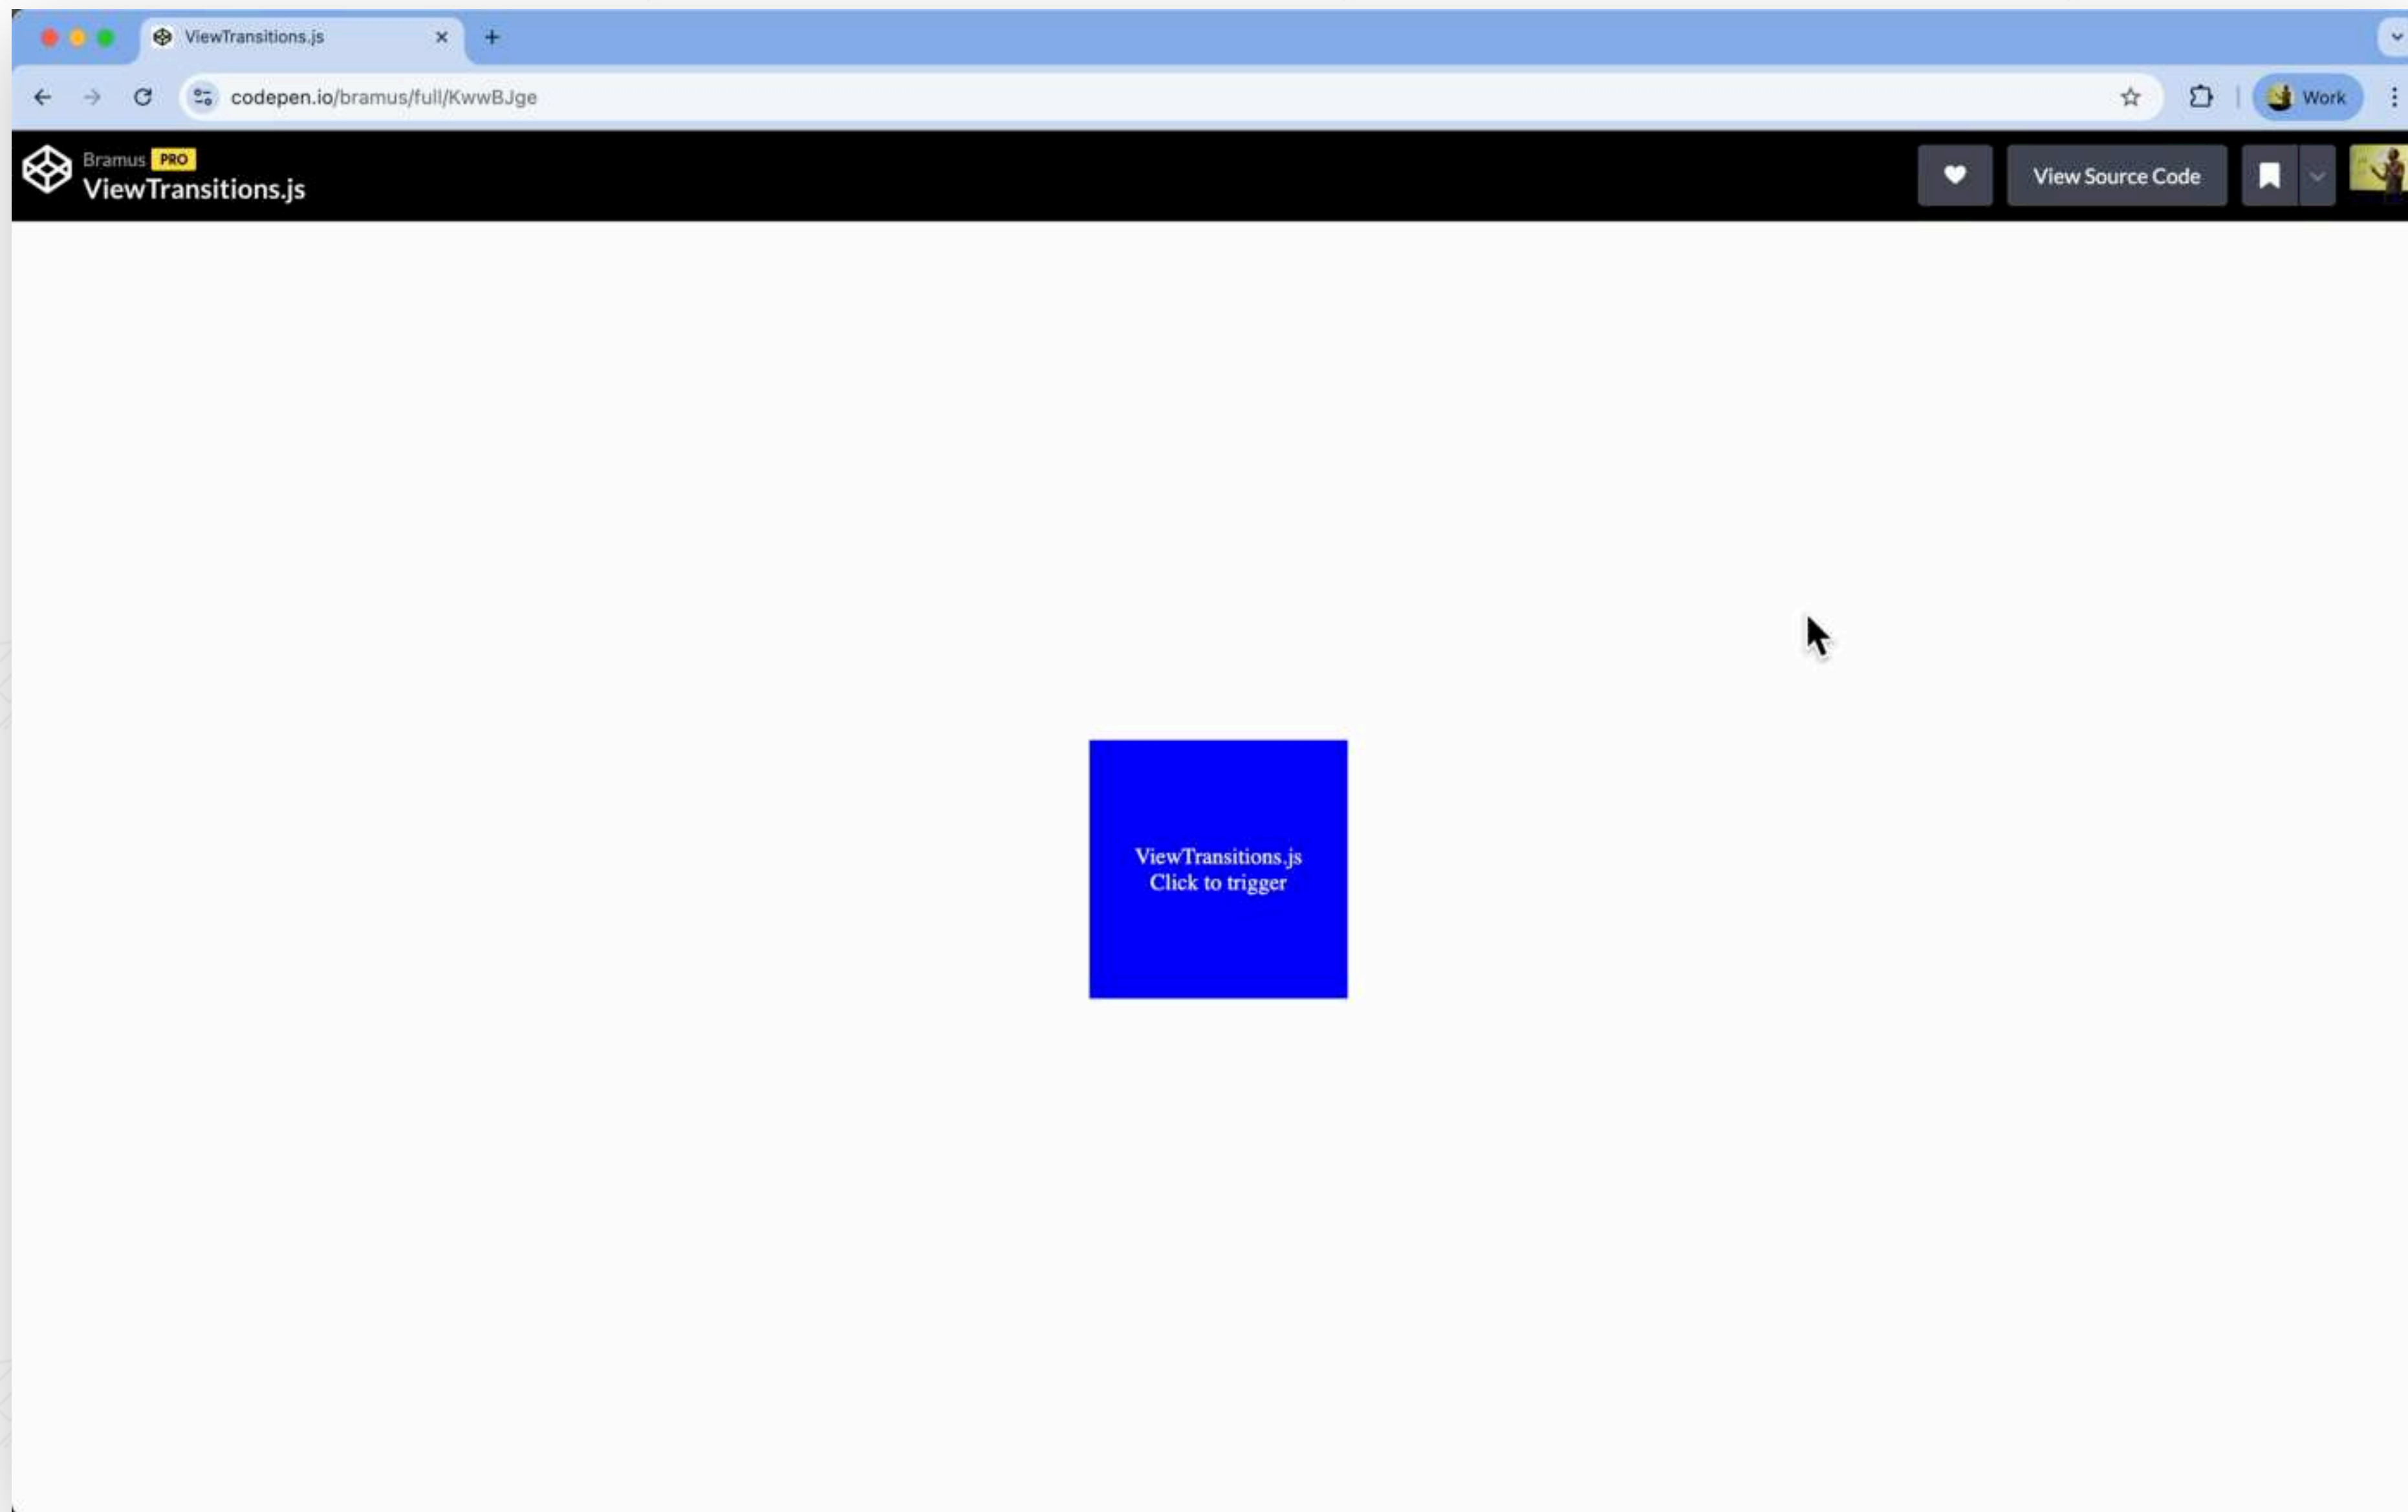 ViewTransitions.js
codepen.io/bramus/full/KwwBJge
Work
Bramus PRO
ViewTransitions.js
View Source Code
ViewTransitions.js
Click to trigger